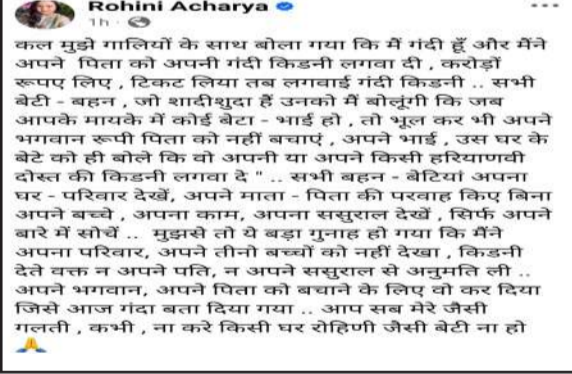 Rohini Acharya
1h
कल मुझे गालियों के साथ बोला गया कि मैं गंदी हूँ और मैंने
अपने पिता को अपनी गंदी किडनी लगवा दी , करोड़ों
रूपए लिए , टिकट लिया तब लगवाई गंदी किडनी .. सभी
बेटी - बहन , जो शादीशुदा हैं उनको मैं बोलूंगी कि जब
आपके मायके में कोई बेटा - भाई हो , तो भूल कर भी अपने
भगवान रूपी पिता को नहीं बचाएं , अपने भाई , उस घर के
बेटे को ही बोले कि वो अपनी या अपने किसी हरियाणवी
दोस्त की किडनी लगवा दे " .. सभी बहन - बेटियां अपना
घर - परिवार देखें, अपने माता - पिता की परवाह किए बिना
अपने बच्चे , अपना काम, अपना ससुराल देखें , सिर्फ अपने
बारे में सोचें .. मुझसे तो ये बड़ा गुनाह हो गया कि मैंने
अपना परिवार, अपने तीनो बच्चों को नहीं देखा , किडनी
देते वक्त न अपने पति, न अपने ससुराल से अनुमति ली ..
अपने भगवान, अपने पिता को बचाने के लिए वो कर दिया
जिसे आज गंदा बता दिया गया .. आप सब मेरे जैसी
गलती , कभी , ना करे किसी घर रोहिणी जैसी बेटी ना हो